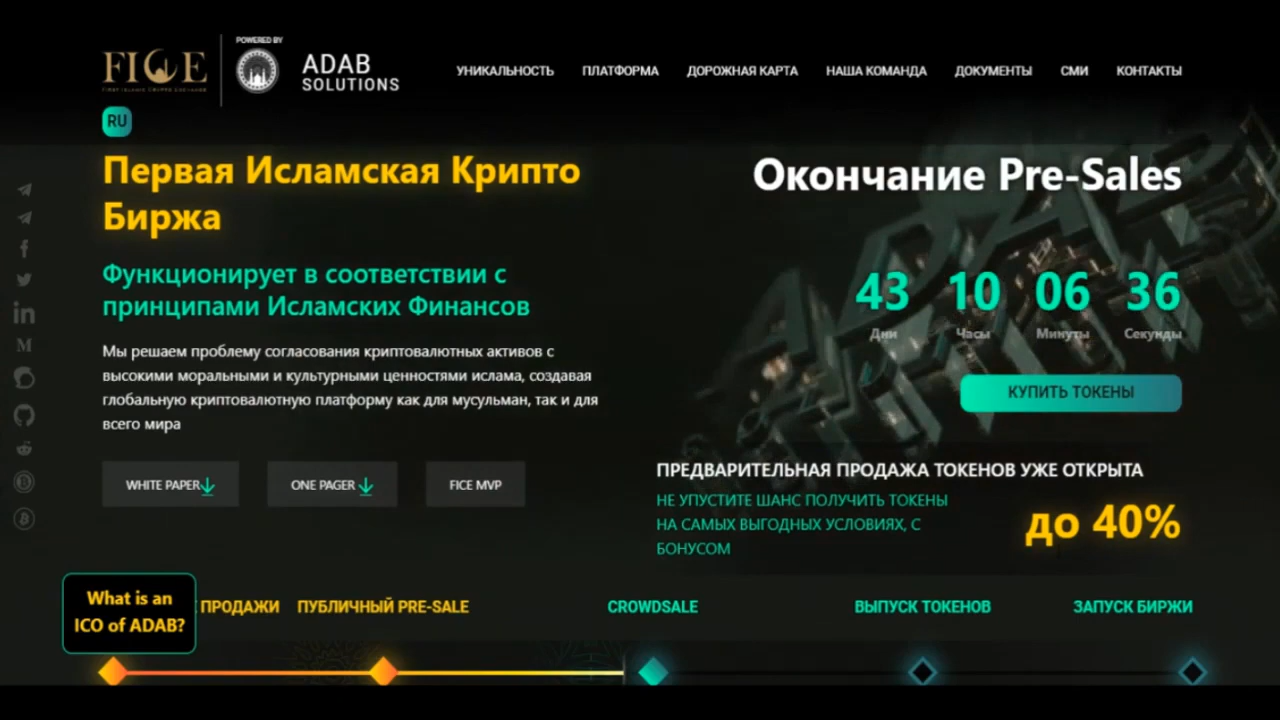 FICE
FIRST ISLAMIC CRYPTO EXCHANGE
POWERED BY
ADAB
SOLUTIONS
УНИКАЛЬНОСТЬ ПЛАТФОРМА ДОРОЖНАЯ КАРТА НАША КОМАНДА ДОКУМЕНТЫ СМИ КОНТАКТЫ
RU
Первая Исламская Крипто
Биржа
Функционирует в соответствии с
принципами Исламских Финансов
Мы решаем проблему согласования криптовалютных активов с
высокими моральными и культурными ценностями ислама, создавая
глобальную криптовалютную платформу как для мусульман, так и для
всего мира
WHITE PAPER
ONE PAGER
FICE MVP
Окончание Pre-Sales
43 10 06 36
Дни Часы Минуты Секунды
КУПИТЬ ТОКЕНЫ
ПРЕДВАРИТЕЛЬНАЯ ПРОДАЖА ТОКЕНОВ УЖЕ ОТКРЫТА
НЕ УПУСТИТЕ ШАНС ПОЛУЧИТЬ ТОКЕНЫ
НА САМЫХ ВЫГОДНЫХ УСЛОВИЯХ, С
БОНУСОМ
до 40%
What is an
ICO of ADAB?
ПРОДАЖИ ПУБЛИЧНЫЙ PRE-SALE CROWDSALE ВЫПУСК ТОКЕНОВ ЗАПУСК БИРЖИ